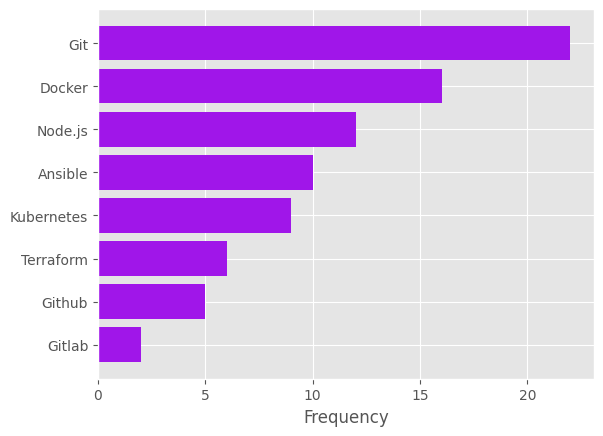 Git
Docker
Node.js
Ansible
Kubernetes
Terraform
Github
Gitlab
0 5 10 15 20
Frequency